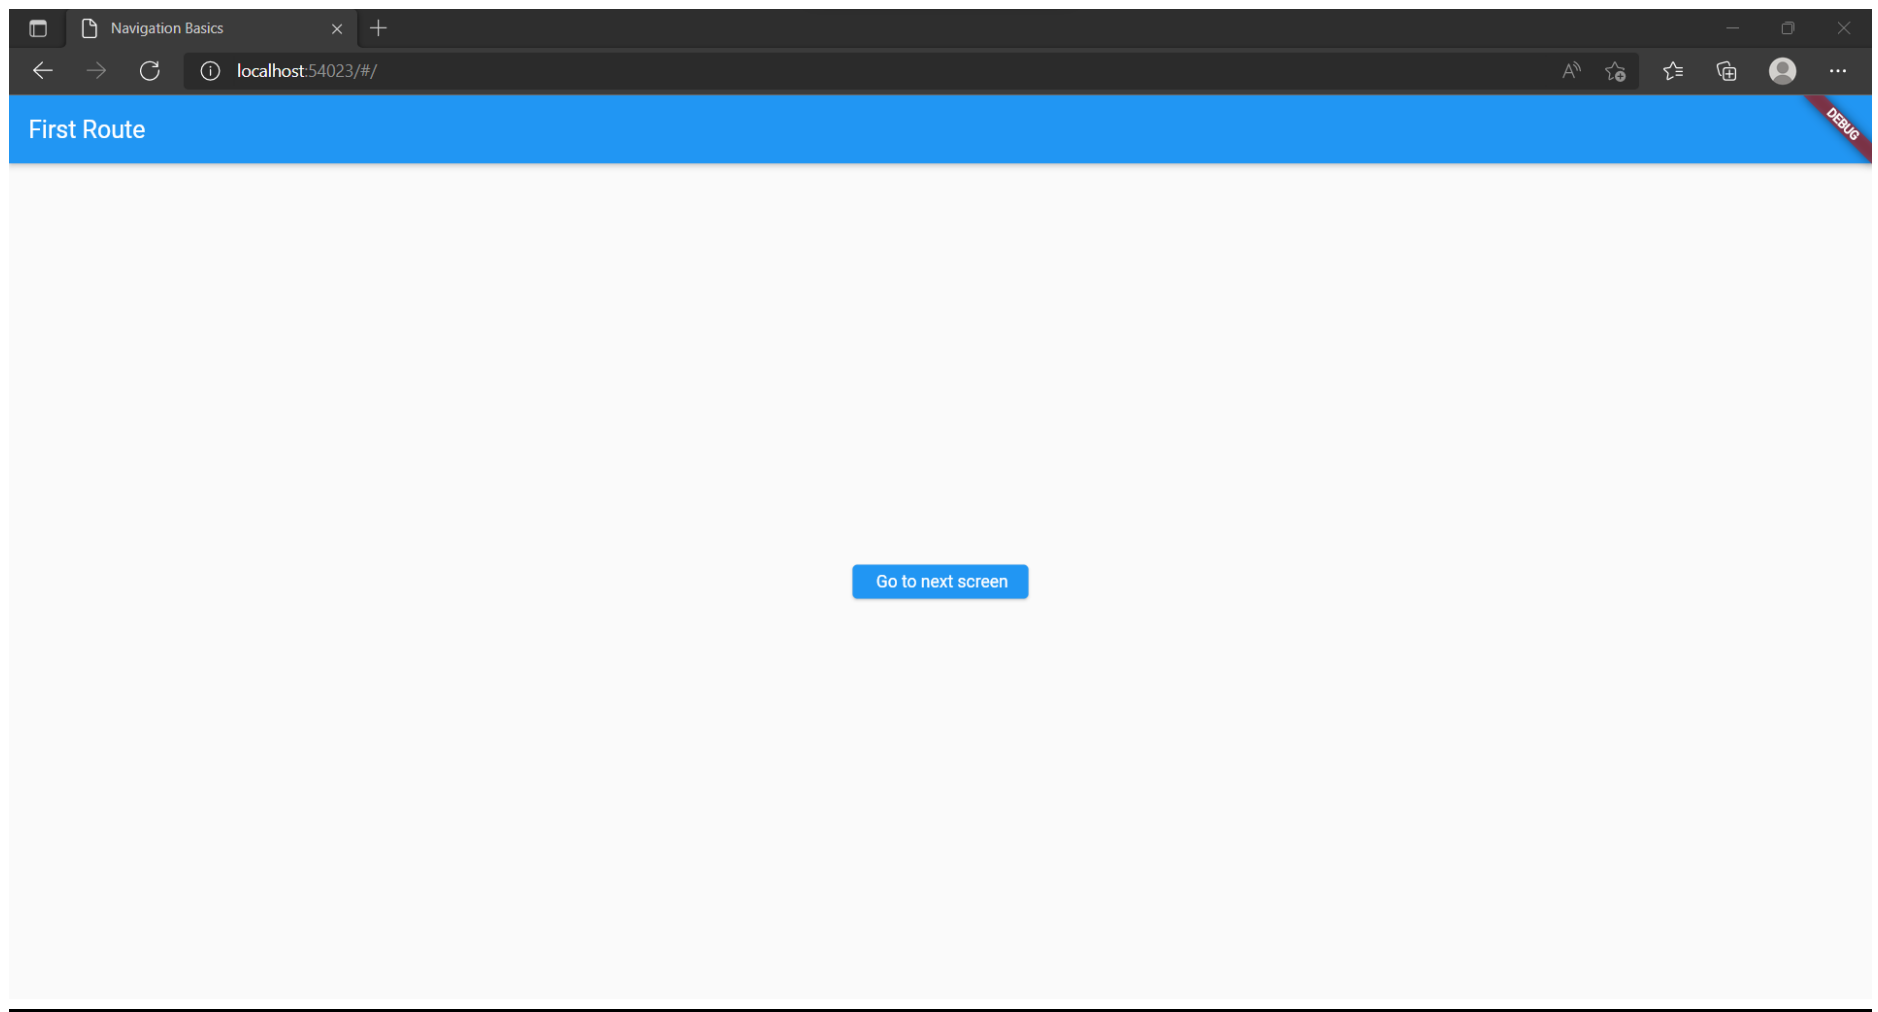 Navigation Basics
localhost:54023/#/
First Route
DEBUG
Go to next screen